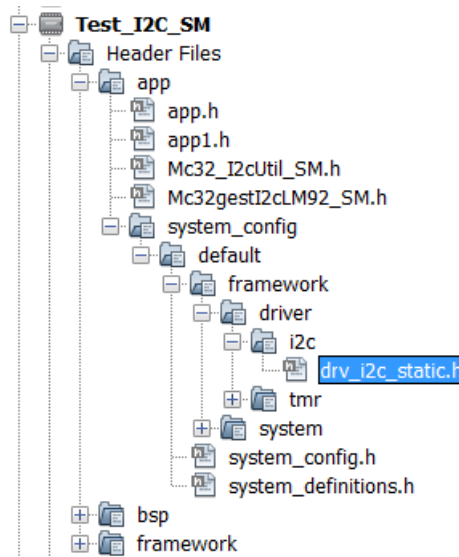 Test_I2C_SM
Header Files
app
app.h
app1.h
Mc32_I2cUtil_SM.h
Mc32gestI2cLM92_SM.h
system_config
default
framework
driver
i2c
drv_i2c_static.h
tmr
system
system_config.h
system_definitions.h
bsp
framework